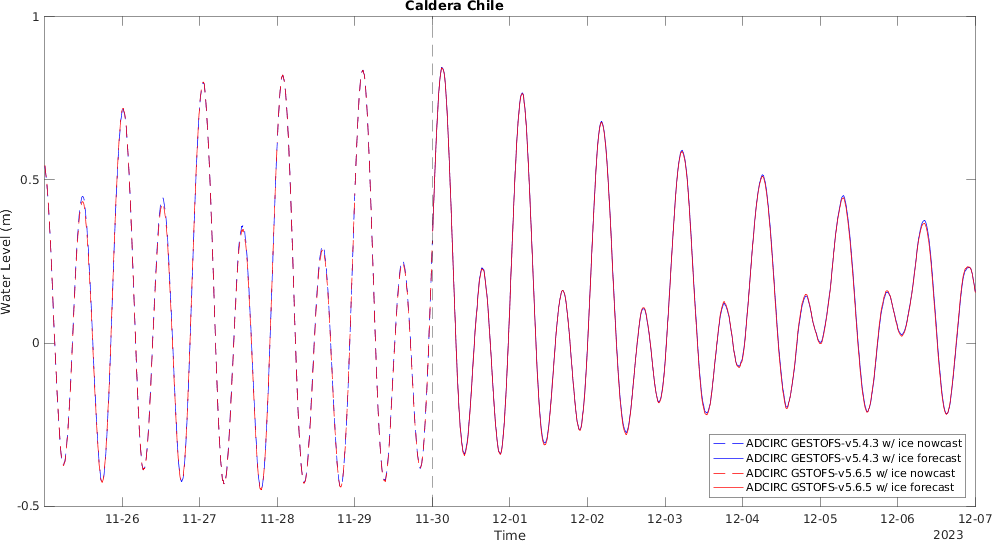 Caldera Chile
Water Level (m)
1
0.5
0
-0.5
11-26 11-27 11-28 11-29 11-30 12-01 12-02 12-03 12-04 12-05 12-06 12-07
Time
2023
ADCIRC GESTOFS-v5.4.3 w/ ice nowcast
ADCIRC GESTOFS-v5.4.3 w/ ice forecast
ADCIRC GSTOFS-v5.6.5 w/ ice nowcast
ADCIRC GSTOFS-v5.6.5 w/ ice forecast